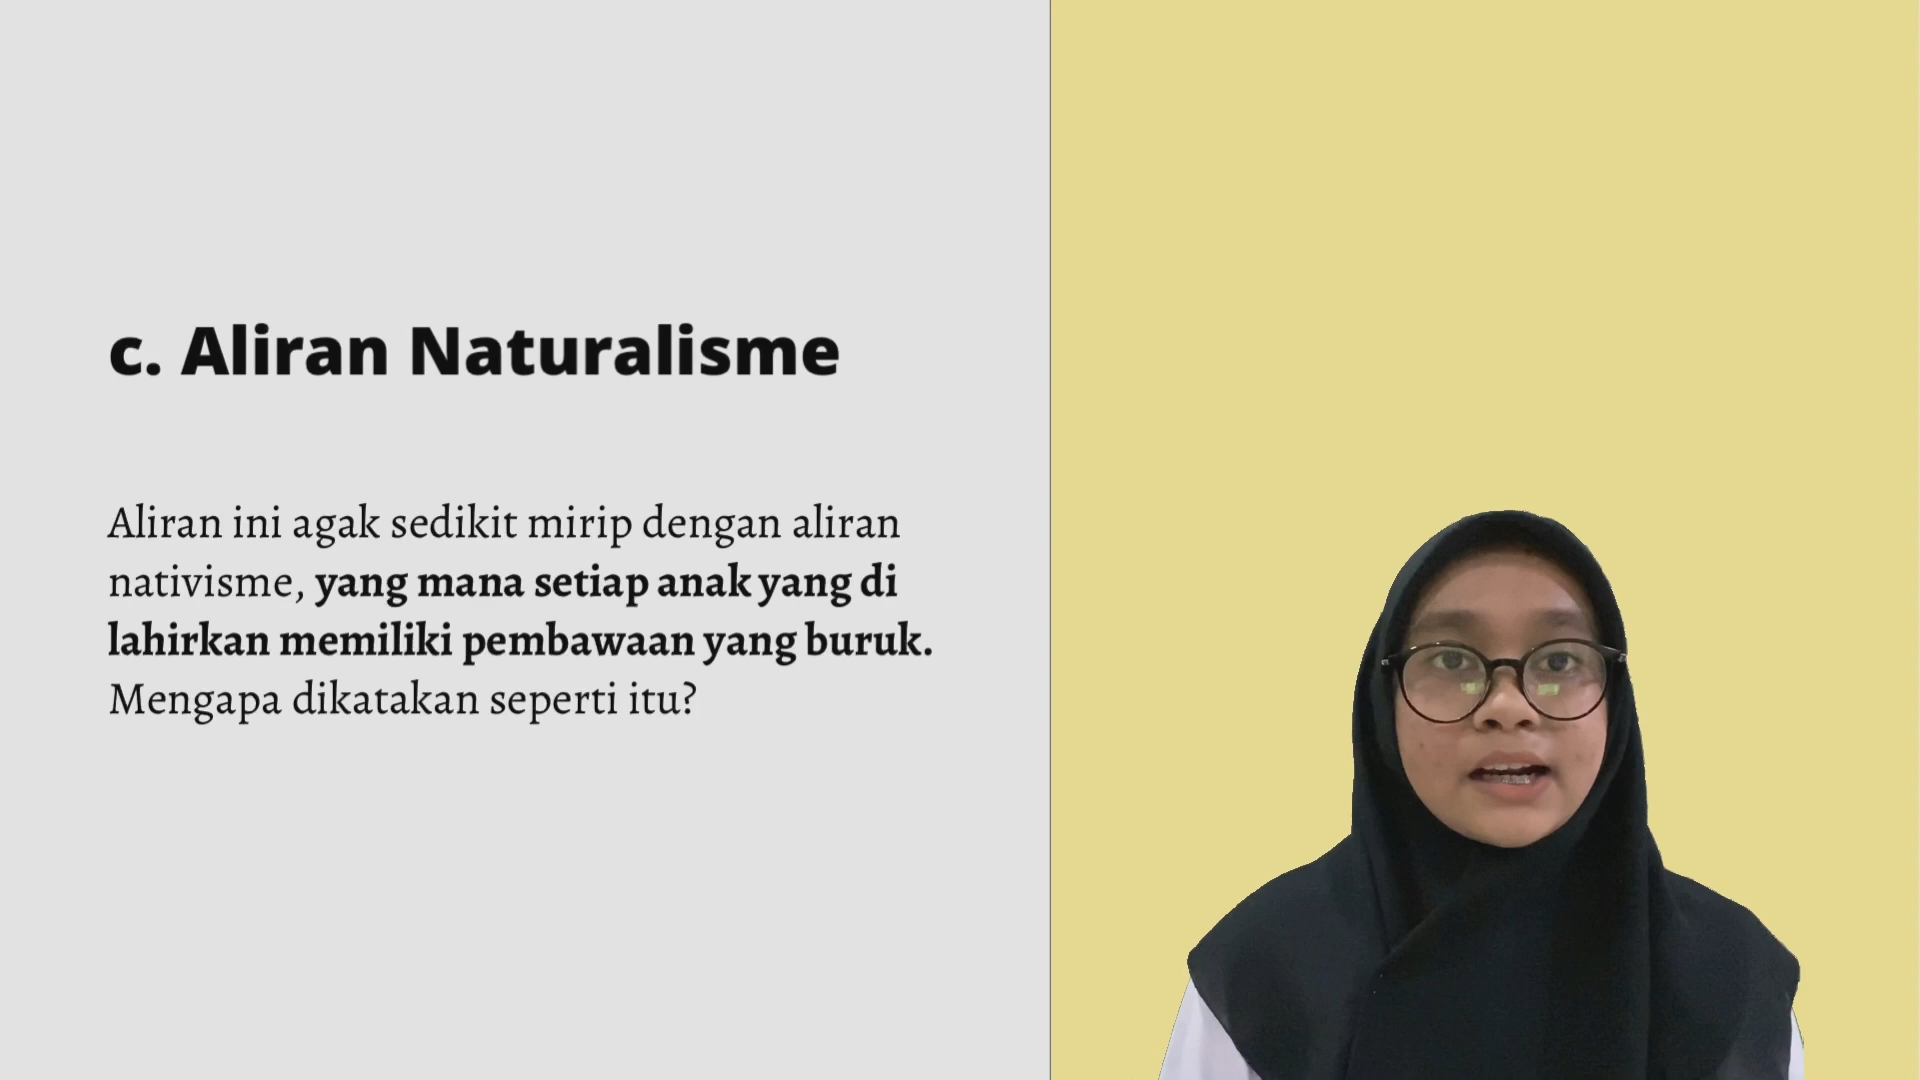 c. Aliran Naturalisme
Aliran ini agak sedikit mirip dengan aliran
nativisme, yang mana setiap anak yang di
lahirkan memiliki pembawaan yang buruk.
Mengapa dikatakan seperti itu?